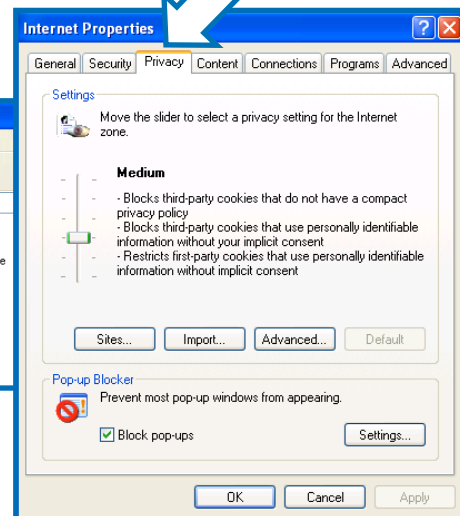 Internet Properties
General Security Privacy Content Connections Programs Advanced
Settings
Move the slider to select a privacy setting for the Internet
zone.
Medium
- Blocks third-party cookies that do not have a compact
privacy policy
- Blocks third-party cookies that use personally identifiable
information without your implicit consent
- Restricts first-party cookies that use personally identifiable
information without implicit consent
Sites... Import... Advanced... Default
Pop-up Blocker
Prevent most pop-up windows from appearing.
Block pop-ups
Settings...
OK Cancel Apply